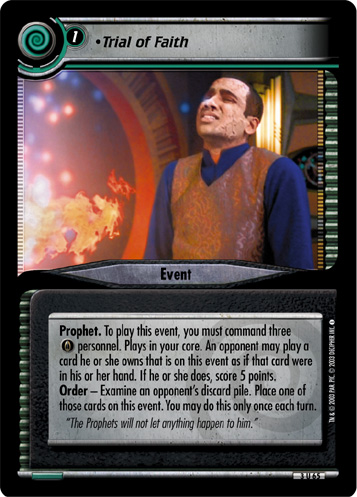 1
•Trial of Faith
Event
Prophet. To play this event, you must command three
personnel. Plays in your core. An opponent may play a
card he or she owns that is on this event as if that card were
in his or her hand. If he or she does, score 5 points.
Order – Examine an opponent's discard pile. Place one of
those cards on this event. You may do this only once each turn.
"The Prophets will not let anything happen to him."
TM & © 2003 PAR. PIC. © 2003 DECIPHER INC.
3 U 65